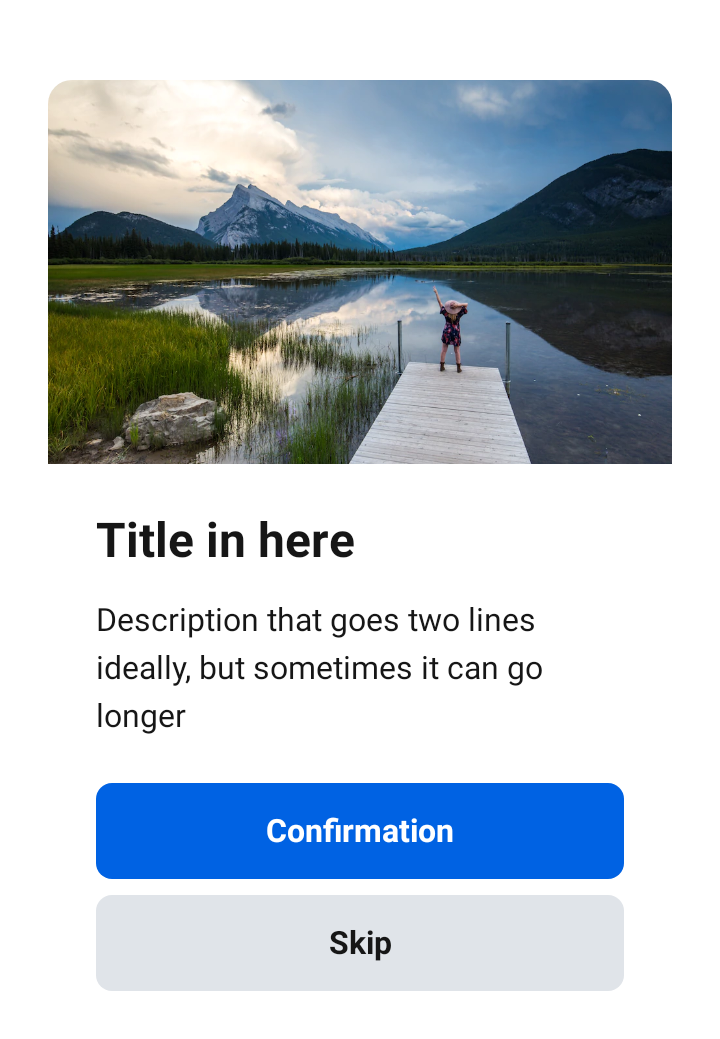 Title in here
Description that goes two lines
ideally, but sometimes it can go
longer
Confirmation
Skip